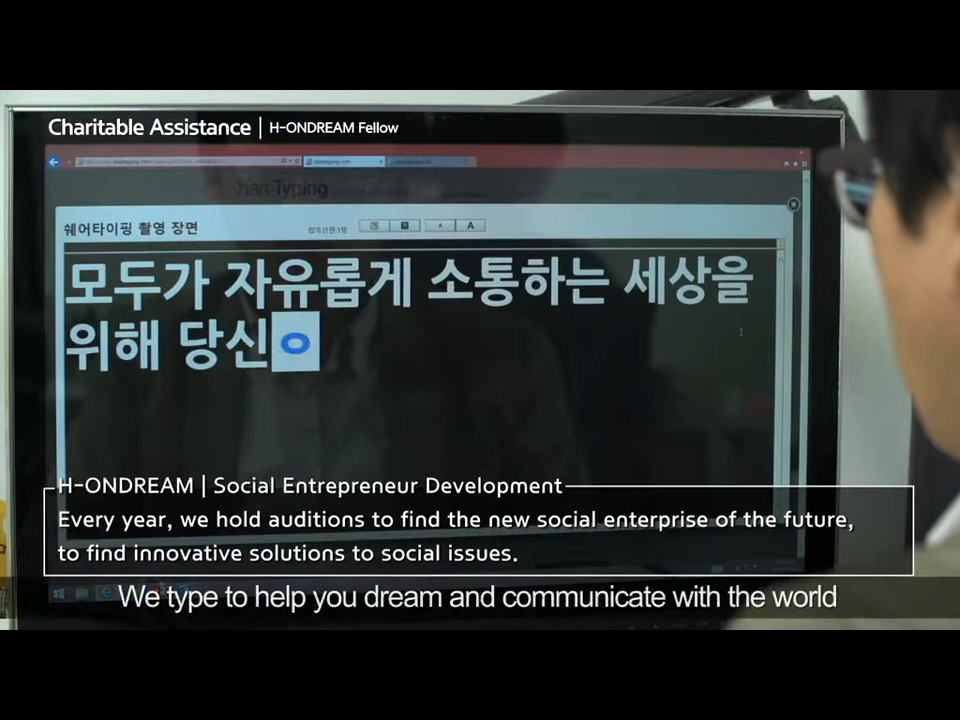 Charitable Assistance | H-ONDREAM Fellow
ShareTyping
쉐어타이핑 촬영 장면
가 가 A A
모두가 자유롭게 소통하는 세상을
위해 당신ㅇ
H-ONDREAM | Social Entrepreneur Development
Every year, we hold auditions to find the new social enterprise of the future,
to find innovative solutions to social issues.
We type to help you dream and communicate with the world